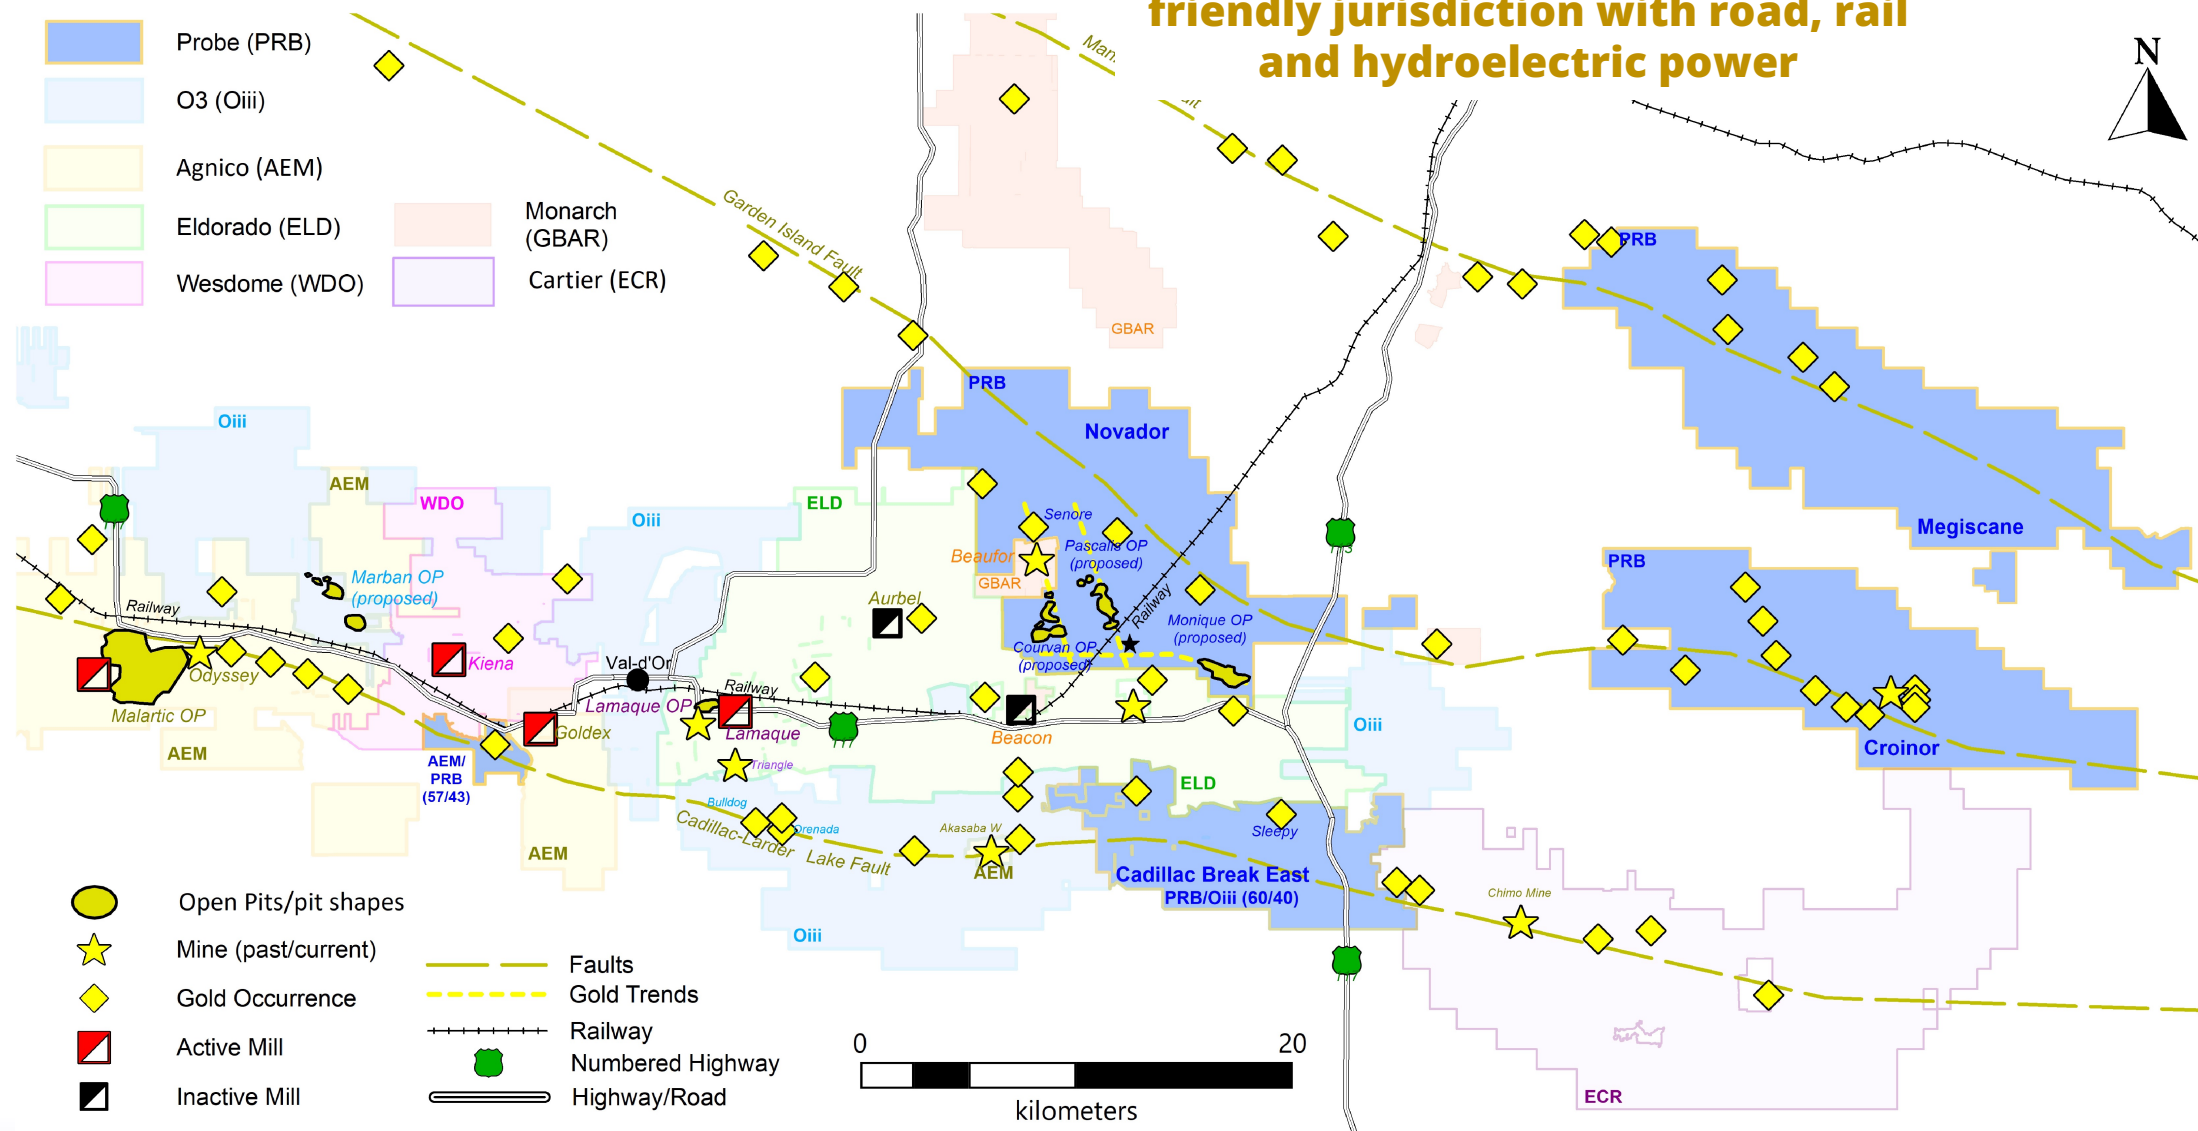 friendly jurisdiction with road, rail
and hydroelectric power
N
Probe (PRB)
O3 (Oiii)
Agnico (AEM)
Eldorado (ELD)
Wesdome (WDO)
Monarch
(GBAR)
Cartier (ECR)
Garden Island Fault
GBAR
PRB
PRB
Novador
Megiscane
Oiii
AEM
WDO
Oiii
ELD
Senore
Beaufor
Pascalis OP
(proposed)
GBAR
PRB
Marban OP
(proposed)
Railway
Aurbel
Railway
Monique OP
(proposed)
Courvan OP
(proposed)
Kiena
Val-d'Or
Odyssey
Railway
Malartic OP
Lamaque OP
Goldex
Lamaque
Beacon
Oiii
Croinor
AEM
AEM/
PRB
(57/43)
Triangle
ELD
Bulldog
Orenada
Cadillac-Larder Lake Fault
Akasaba W
Sleepy
AEM
AEM
Cadillac Break East
PRB/Oiii (60/40)
Chimo Mine
Oiii
ECR
Open Pits/pit shapes
Mine (past/current)
Gold Occurrence
Active Mill
Inactive Mill
Faults
Gold Trends
Railway
Numbered Highway
Highway/Road
0 20
kilometers